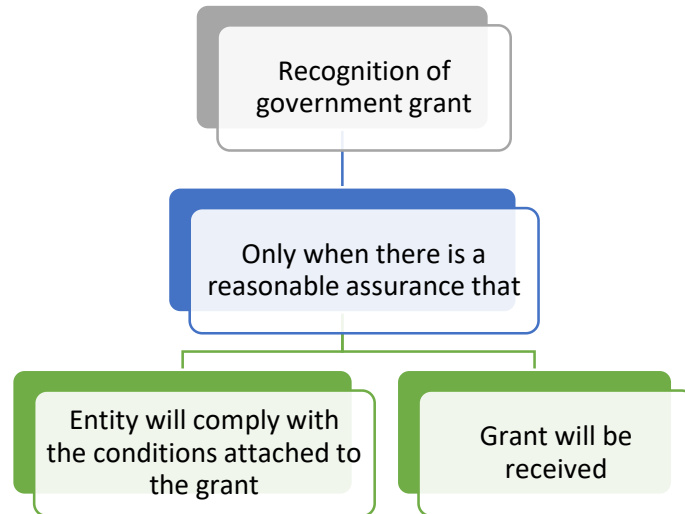 Recognition of
government grant
Only when there is a
reasonable assurance that
Entity will comply with
the conditions attached to
the grant
Grant will be
received